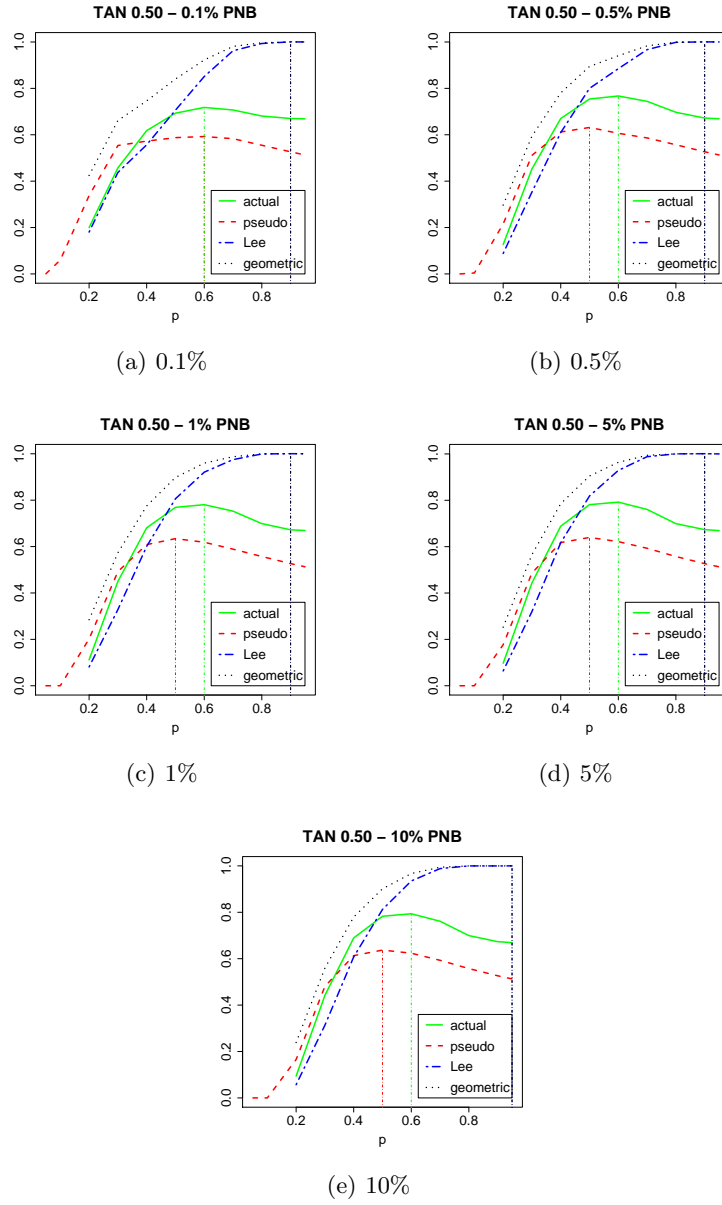 TAN 0.50 – 0.1% PNB
1.0
0.8
0.6
0.4
0.2
0.0
actual
pseudo
Lee
geometric
0.2 0.4 0.6 0.8
p
(a) 0.1%
TAN 0.50 – 0.5% PNB
1.0
0.8
0.6
0.4
0.2
0.0
actual
pseudo
Lee
geometric
0.2 0.4 0.6 0.8
p
(b) 0.5%
TAN 0.50 – 1% PNB
1.0
0.8
0.6
0.4
0.2
0.0
actual
pseudo
Lee
geometric
0.2 0.4 0.6 0.8
p
(c) 1%
TAN 0.50 – 5% PNB
1.0
0.8
0.6
0.4
0.2
0.0
actual
pseudo
Lee
geometric
0.2 0.4 0.6 0.8
p
(d) 5%
TAN 0.50 – 10% PNB
1.0
0.8
0.6
0.4
0.2
0.0
actual
pseudo
Lee
geometric
0.2 0.4 0.6 0.8
p
(e) 10%